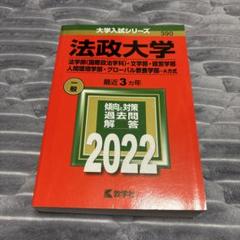 大学入試シリーズ
390
法政大学
法学部〈国際政治学科〉・文学部・経営学部
人間環境学部・グローバル教養学部-A方式
一般
最近3カ年
傾向と対策
過去問
解答
2022
教学社